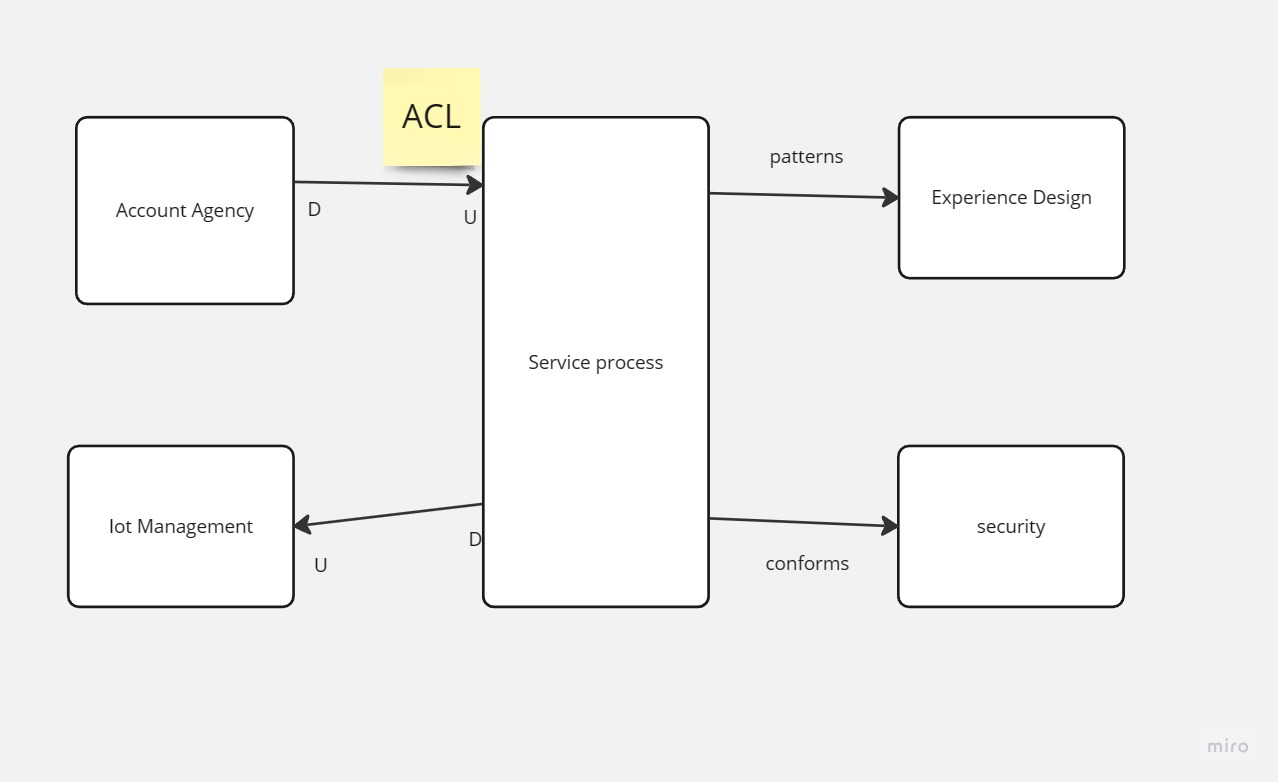 ACL
Account Agency
D
U
Service process
patterns
Experience Design
Iot Management
U
D
conforms
security
miro